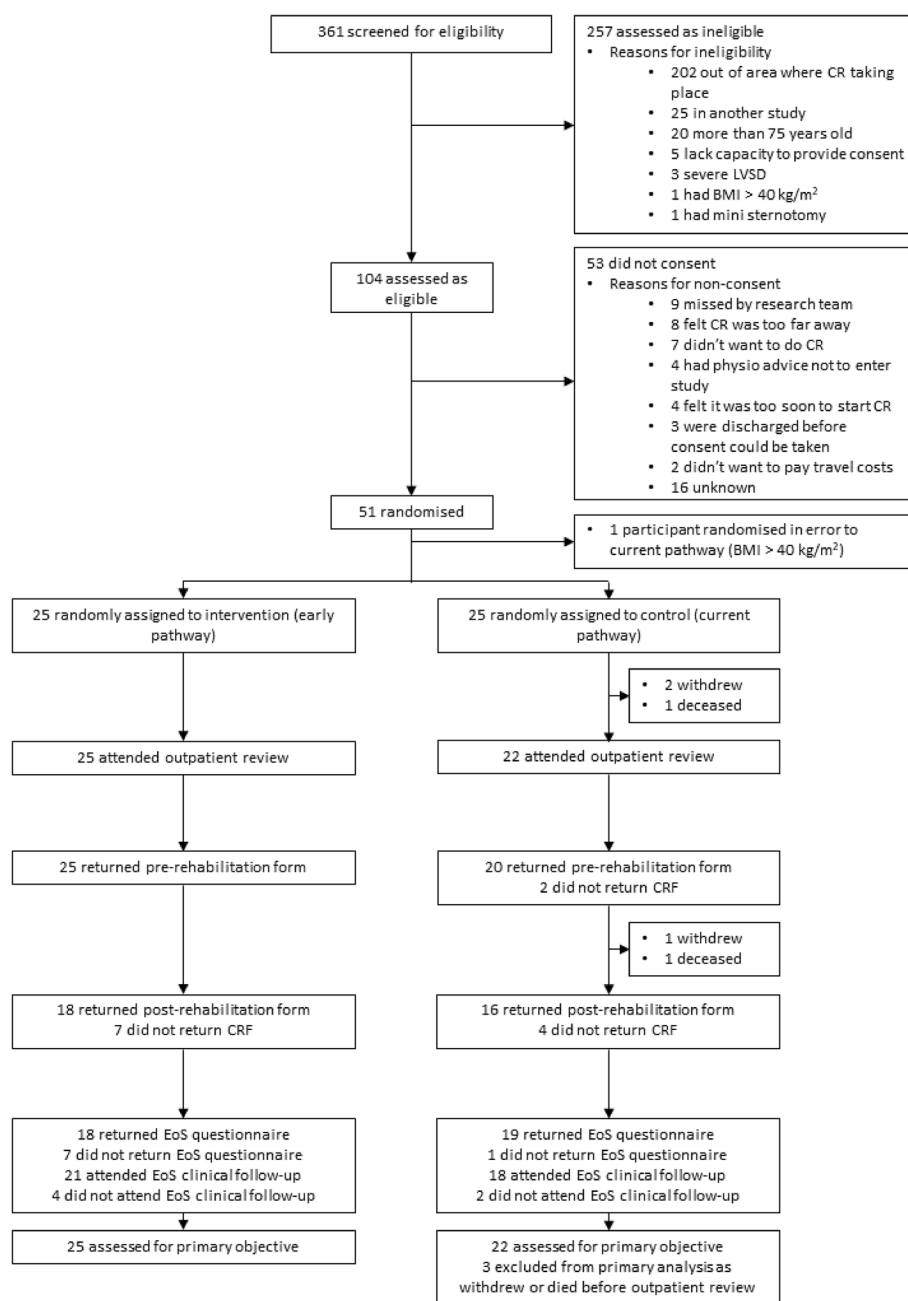 361 screened for eligibility
257 assessed as ineligible
• Reasons for ineligibility
• 202 out of area where CR taking
place
• 25 in another study
• 20 more than 75 years old
• 5 lack capacity to provide consent
• 3 severe LVSD
• 1 had BMI > 40 kg/m²
• 1 had mini sternotomy
104 assessed as
eligible
53 did not consent
• Reasons for non-consent
• 9 missed by research team
• 8 felt CR was too far away
• 7 didn't want to do CR
• 4 had physio advice not to enter
study
• 4 felt it was too soon to start CR
• 3 were discharged before
consent could be taken
• 2 didn't want to pay travel costs
• 16 unknown
51 randomised
• 1 participant randomised in error to
current pathway (BMI > 40 kg/m²)
25 randomly assigned to intervention (early
pathway)
25 randomly assigned to control (current
pathway)
• 2 withdrew
• 1 deceased
25 attended outpatient review
22 attended outpatient review
25 returned pre-rehabilitation form
20 returned pre-rehabilitation form
2 did not return CRF
• 1 withdrew
• 1 deceased
18 returned post-rehabilitation form
7 did not return CRF
16 returned post-rehabilitation form
4 did not return CRF
18 returned EoS questionnaire
7 did not return EoS questionnaire
21 attended EoS clinical follow-up
4 did not attend EoS clinical follow-up
19 returned EoS questionnaire
1 did not return EoS questionnaire
18 attended EoS clinical follow-up
2 did not attend EoS clinical follow-up
25 assessed for primary objective
22 assessed for primary objective
3 excluded from primary analysis as
withdrew or died before outpatient review